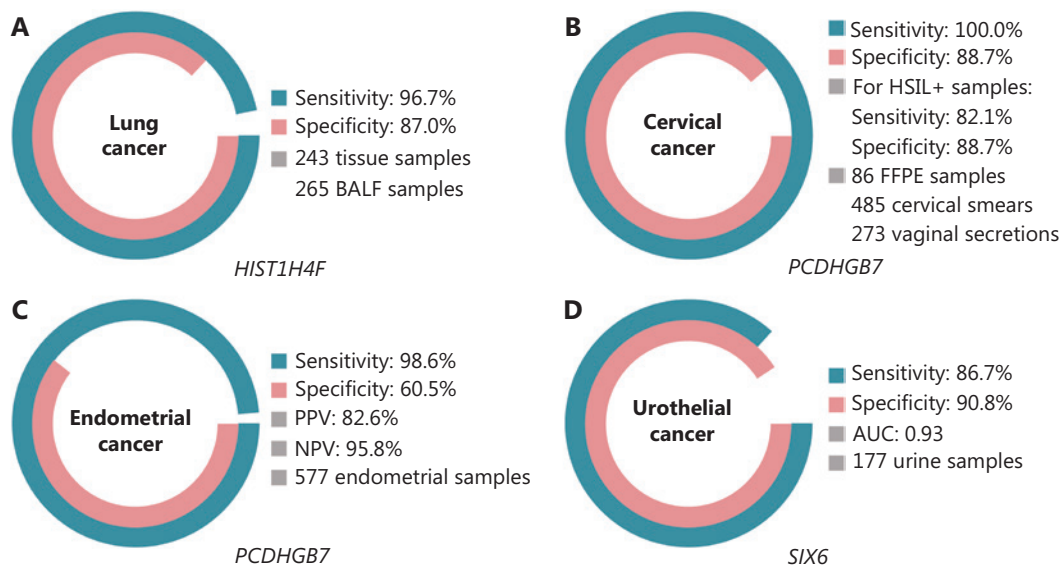 A
Lung
cancer
Sensitivity: 96.7%
Specificity: 87.0%
243 tissue samples
265 BALF samples
HIST1H4F
B
Cervical
cancer
Sensitivity: 100.0%
Specificity: 88.7%
For HSIL+ samples:
Sensitivity: 82.1%
Specificity: 88.7%
86 FFPE samples
485 cervical smears
273 vaginal secretions
PCDHGB7
C
Endometrial
cancer
Sensitivity: 98.6%
Specificity: 60.5%
PPV: 82.6%
NPV: 95.8%
577 endometrial samples
PCDHGB7
D
Urothelial
cancer
Sensitivity: 86.7%
Specificity: 90.8%
AUC: 0.93
177 urine samples
SIX6